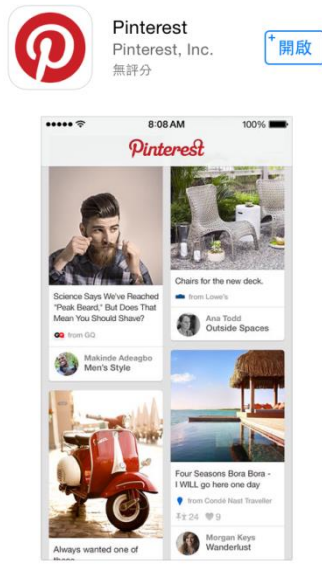 Pinterest
Pinterest, Inc.
無評分
+開啟
8:08 AM
100%
Pinterest
Science Says We've Reached
"Peak Beard," But Does That
Mean You Should Shave?
GQ from GQ
Makinde Adeagbo
Men's Style
Always wanted one of
these
Chairs for the new deck.
from Lowe's
Ana Todd
Outside Spaces
Four Seasons Bora Bora -
I WILL go here one day
from Condé Nast Traveller
24 9
Morgan Keys
Wanderlust